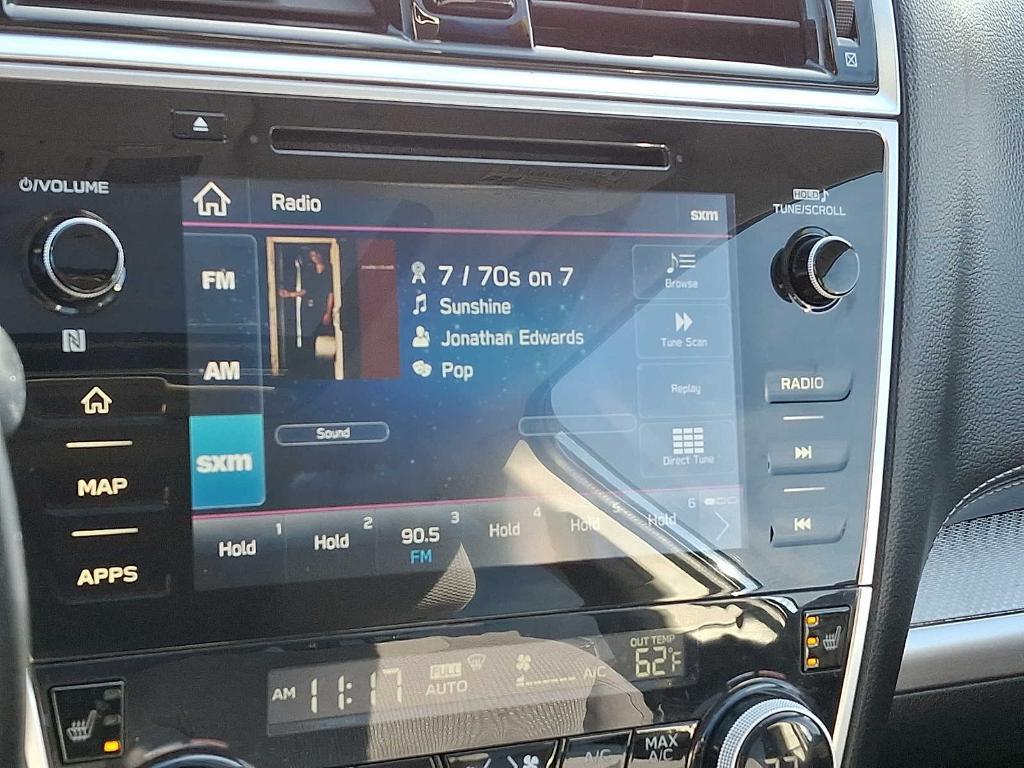 ⏻/VOLUME
HOLD
TUNE/SCROLL
Radio
sxm
FM
7 / 70s on 7
Browse
Sunshine
Jonathan Edwards
Tune Scan
AM
Pop
Replay
RADIO
MAP
Sound
sxm
Direct Tune
APPS
1
2
3
4
5
6
Hold
Hold
90.5
FM
Hold
Hold
Hold
AM 11:17
FULL
AUTO
A/C
OUT TEMP
62°F
A/C
MAX
A/C